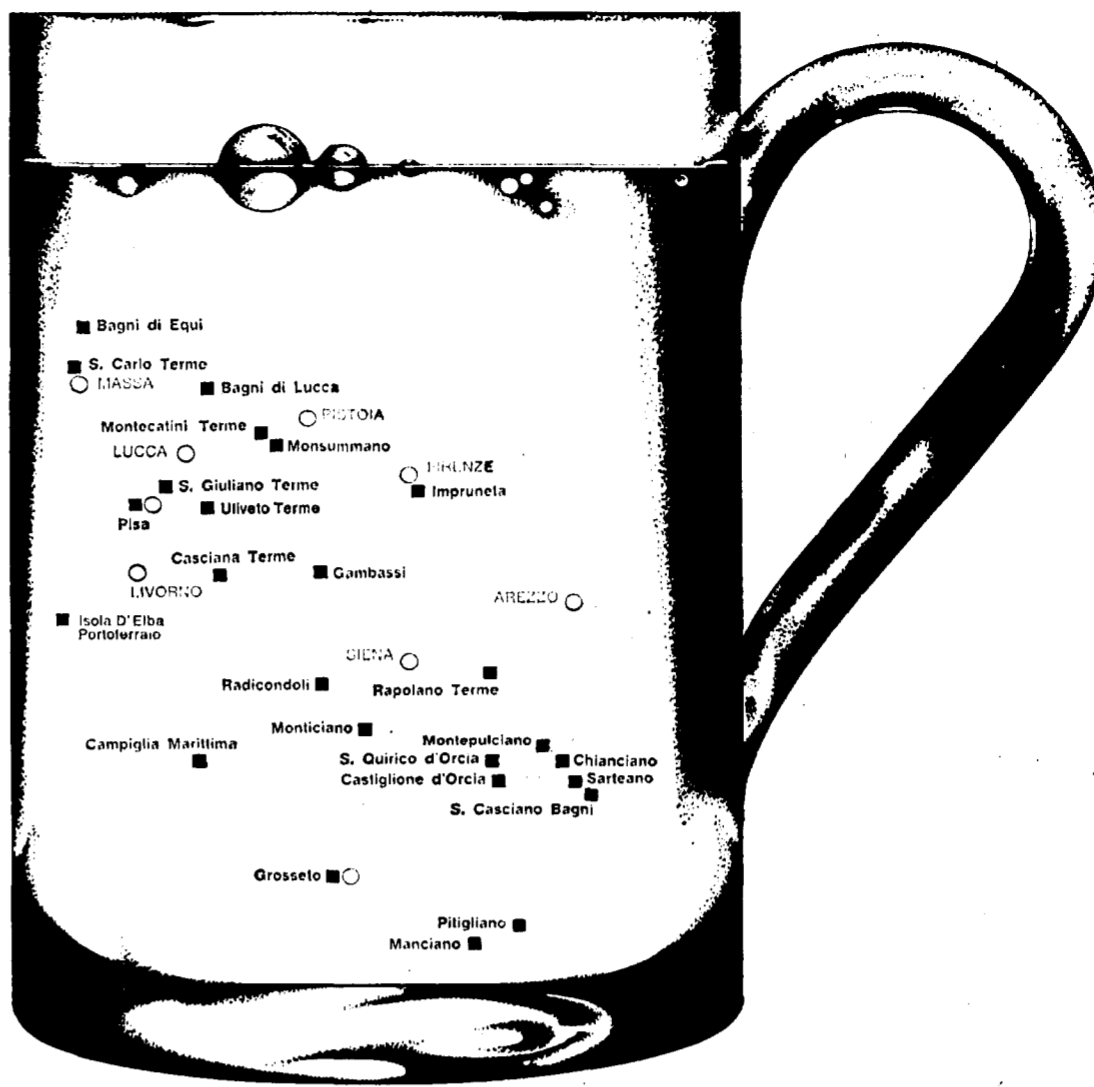 Bagni di Equi
S. Carlo Terme
MASSA
Bagni di Lucca
PISTOIA
Montecatini Terme
Monsummano
LUCCA
FIRENZE
S. Giuliano Terme
Impruneta
Pisa
Uliveto Terme
Casciana Terme
Gambassi
LIVORNO
AREZZO
Isola D'Elba
Portoferraio
SIENA
Radicondoli
Rapolano Terme
Monticiano
Montepulciano
Campiglia Marittima
S. Quirico d'Orcia
Chianciano
Castiglione d'Orcia
Sarteano
S. Casciano Bagni
Grosseto
Pitigliano
Manciano